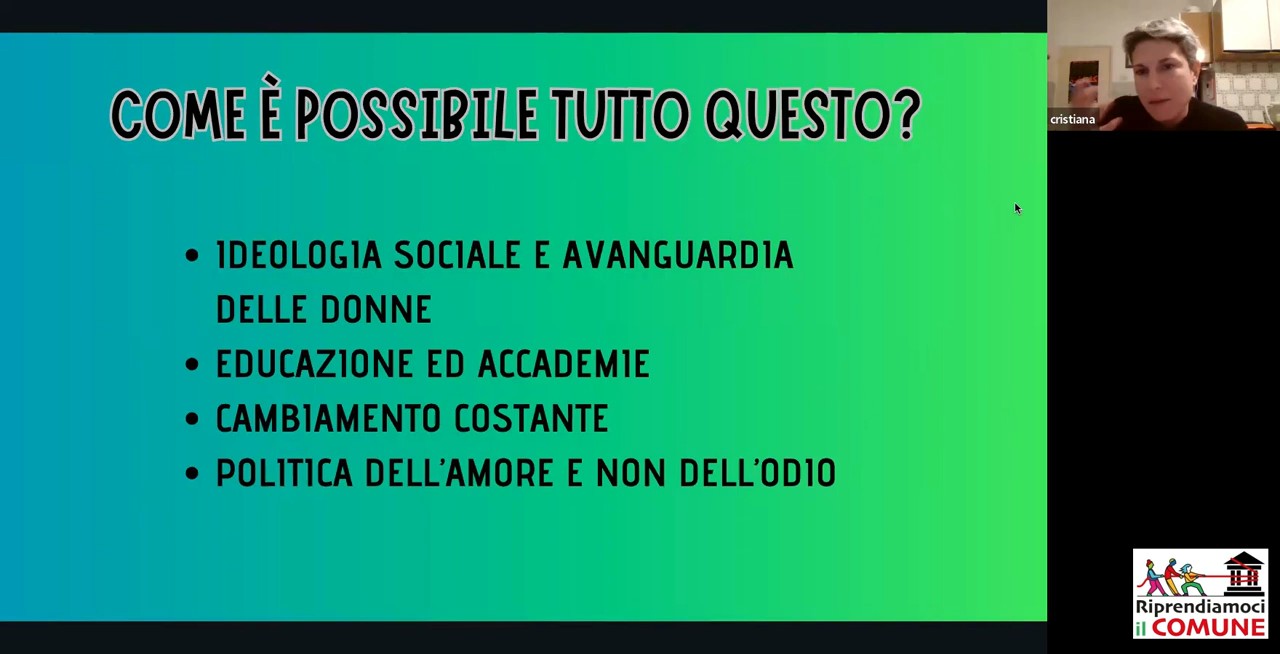 COME È POSSIBILE TUTTO QUESTO?
• IDEOLOGIA SOCIALE E AVANGUARDIA
DELLE DONNE
• EDUCAZIONE ED ACCADEMIE
• CAMBIAMENTO COSTANTE
• POLITICA DELL'AMORE E NON DELL'ODIO
cristiana
Riprendiamoci
il COMUNE